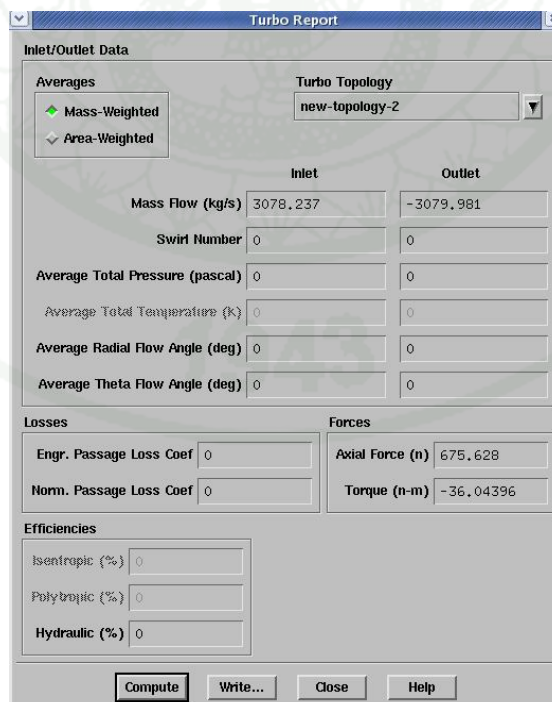 Turbo Report
Inlet/Outlet Data
Averages
Mass-Weighted
Area-Weighted
Turbo Topology
new-topology-2
Inlet Outlet
Mass Flow (kg/s) 3078.237 -3079.981
Swirl Number 0 0
Average Total Pressure (pascal) 0 0
Average Total Temperature (K) 0 0
Average Radial Flow Angle (deg) 0 0
Average Theta Flow Angle (deg) 0 0
Losses
Engr. Passage Loss Coef 0
Norm. Passage Loss Coef 0
Forces
Axial Force (n) 675.628
Torque (n-m) -36.04396
Efficiencies
Isentropic (%) 0
Polytropic (%) 0
Hydraulic (%) 0
Compute Write... Close Help
1943